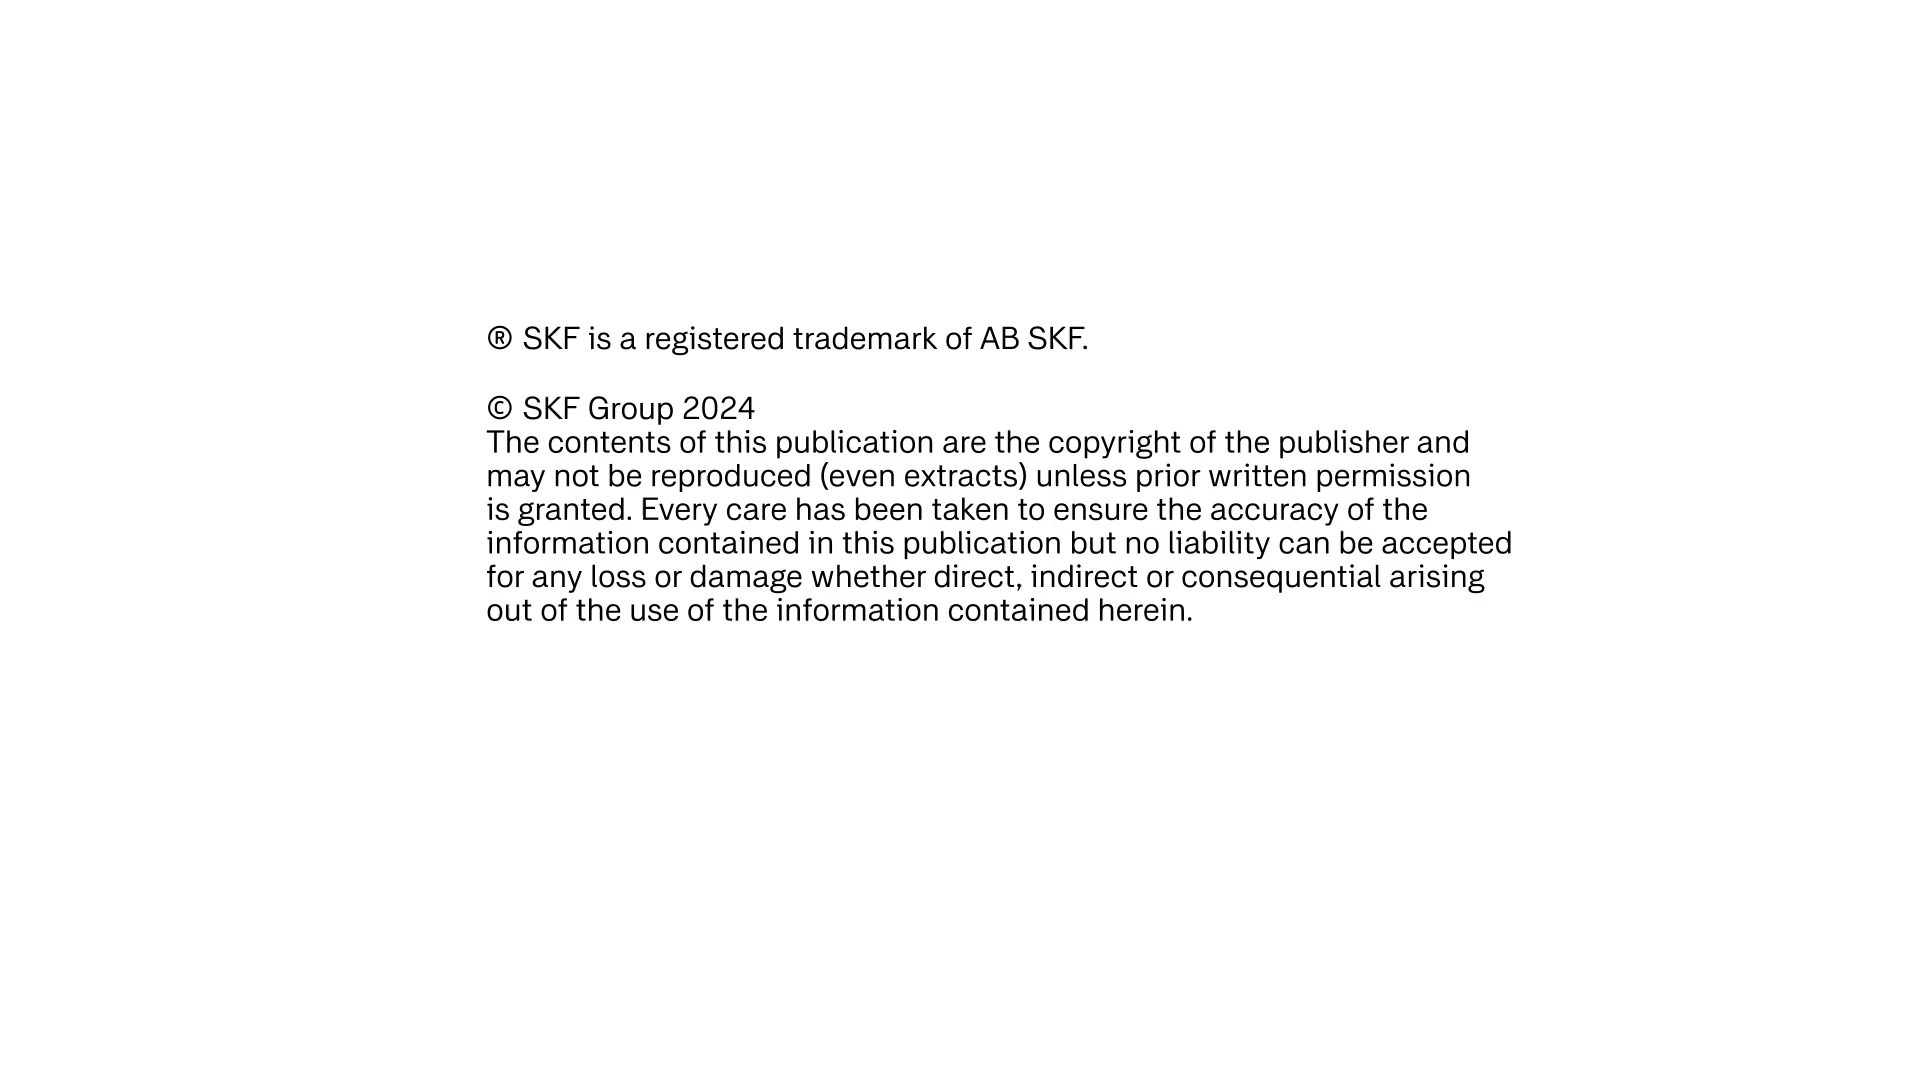 ® SKF is a registered trademark of AB SKF.
© SKF Group 2024
The contents of this publication are the copyright of the publisher and
may not be reproduced (even extracts) unless prior written permission
is granted. Every care has been taken to ensure the accuracy of the
information contained in this publication but no liability can be accepted
for any loss or damage whether direct, indirect or consequential arising
out of the use of the information contained herein.